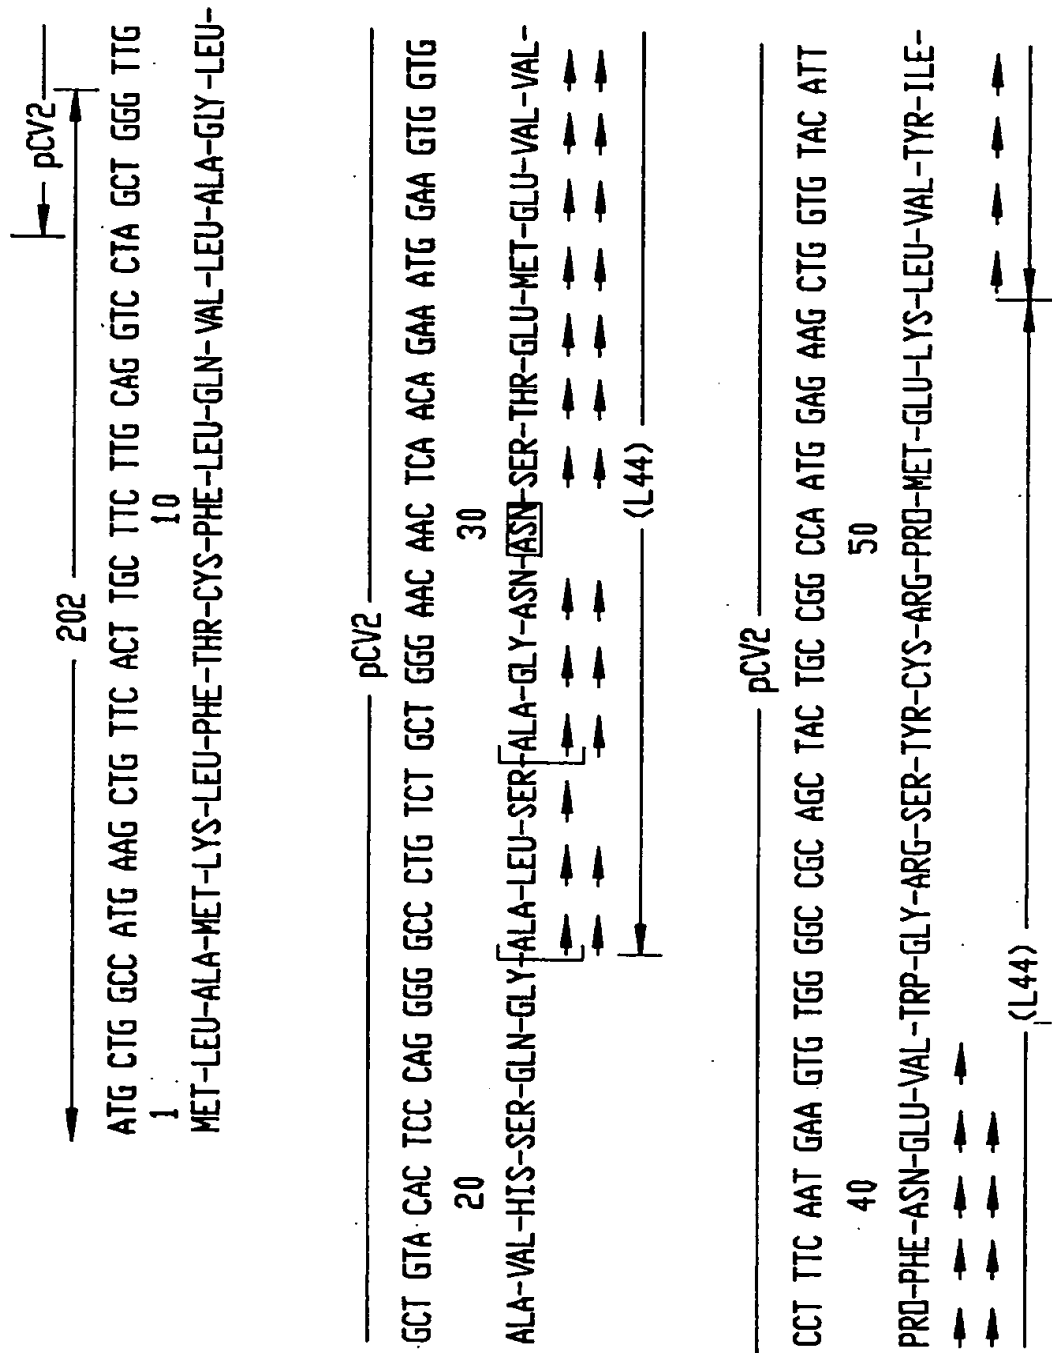 pCV2
202
ATG CTG GCC ATG AAG CTG TTC ACT TGC TTC TTG CAG GTC CTA GCT GGG TTG
1 10
MET-LEU-ALA-MET-LYS-LEU-PHE-THR-CYS-PHE-LEU-GLN-VAL-LEU-ALA-GLY-LEU-
pCV2
GCT GTA CAC TCC CAG GGG GCC CTG TCT GCT GGG AAC AAC TCA ACA GAA ATG GAA GTG GTG
20 30
ALA-VAL-HIS-SER-GLN-GLY-ALA-LEU-SER-ALA-GLY-ASN-ASN-SER-THR-GLU-MET-GLU-VAL-VAL-
(L44)
pCV2
CCT TTC AAT GAA GTG TGG GGC CGC AGC TAC TGC CGG CCA ATG GAG AAG CTG GTG TAC ATT
40 50
PRO-PHE-ASN-GLU-VAL-TRP-GLY-ARG-SER-TYR-CYS-ARG-PRO-MET-GLU-LYS-LEU-VAL-TYR-ILE-
(L44)